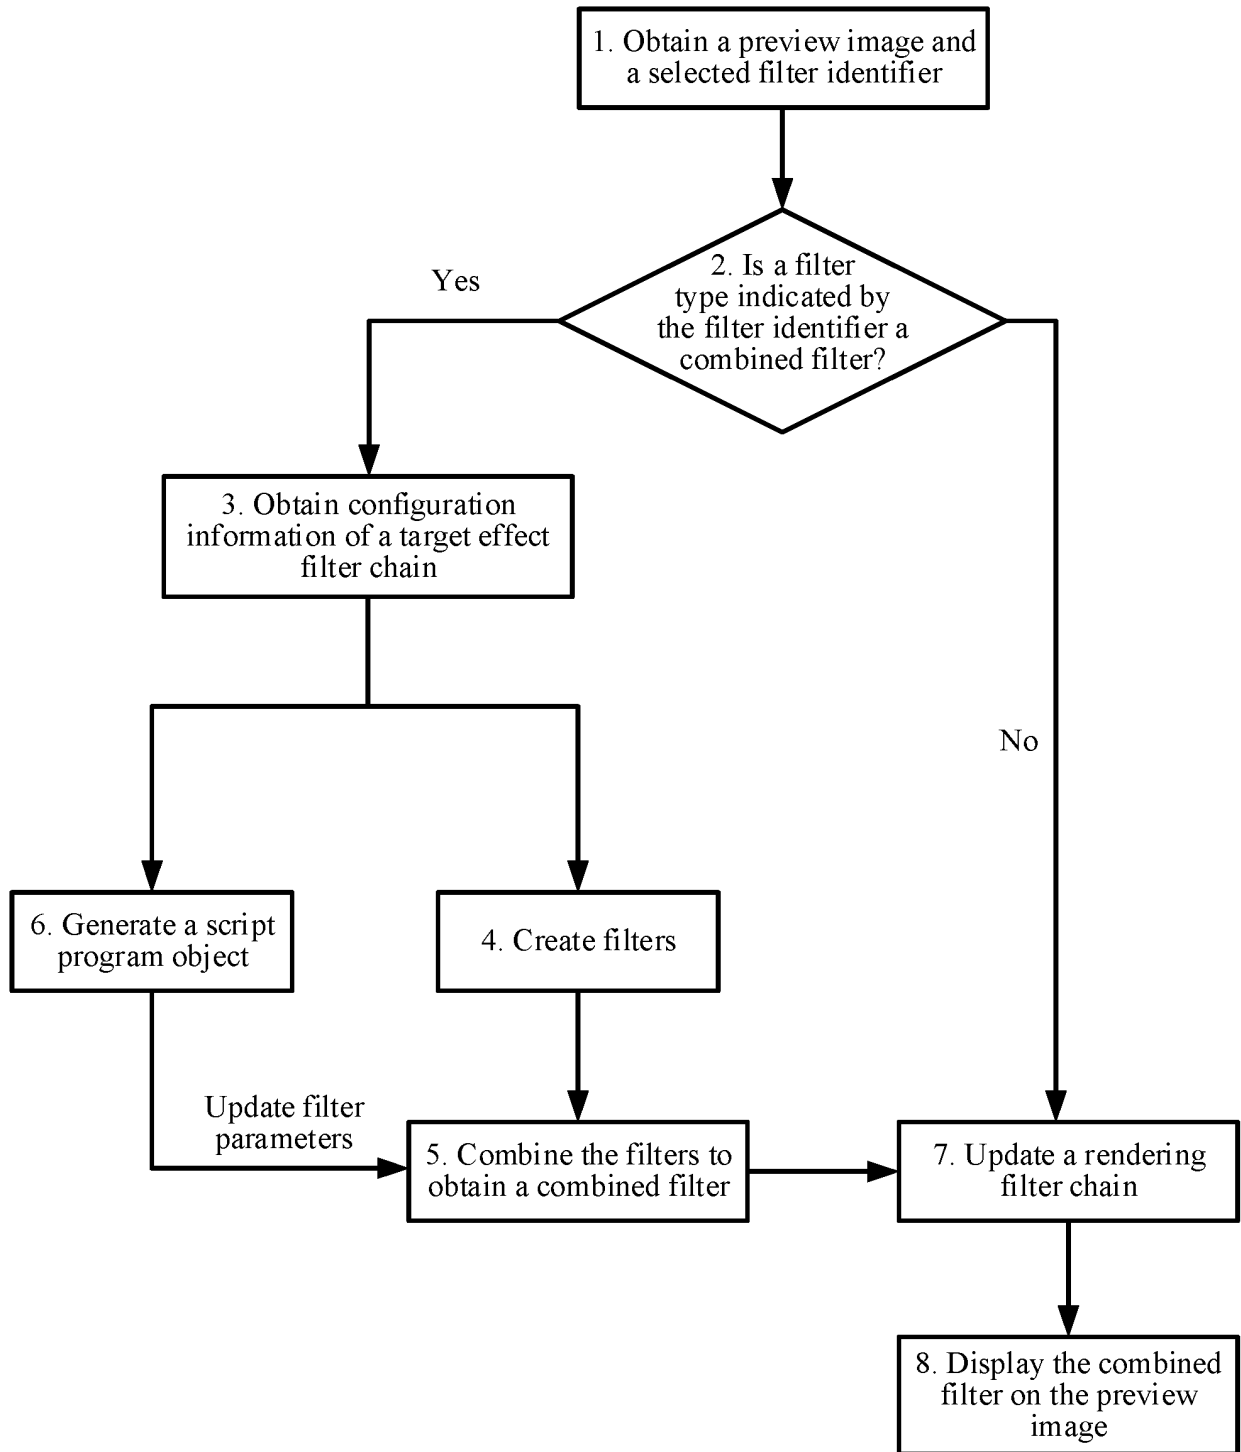 1. Obtain a preview image and
a selected filter identifier
2. Is a filter
type indicated by
the filter identifier a
combined filter?
Yes
3. Obtain configuration
information of a target effect
filter chain
No
6. Generate a script
program object
4. Create filters
Update filter
parameters
5. Combine the filters to
obtain a combined filter
7. Update a rendering
filter chain
8. Display the combined
filter on the preview
image